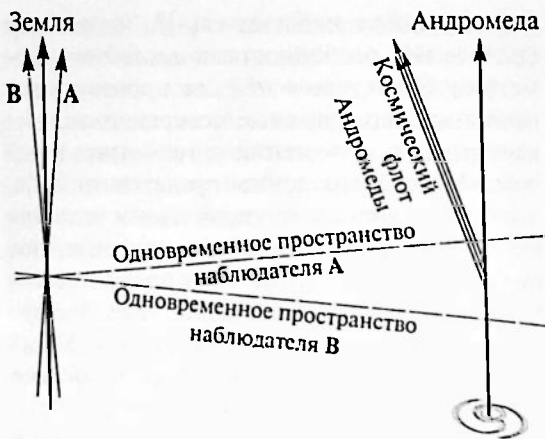 Земля
Андромеда
В
А
Космический
флот
Андромеды
Одновременное пространство
наблюдателя А
Одновременное пространство
наблюдателя В